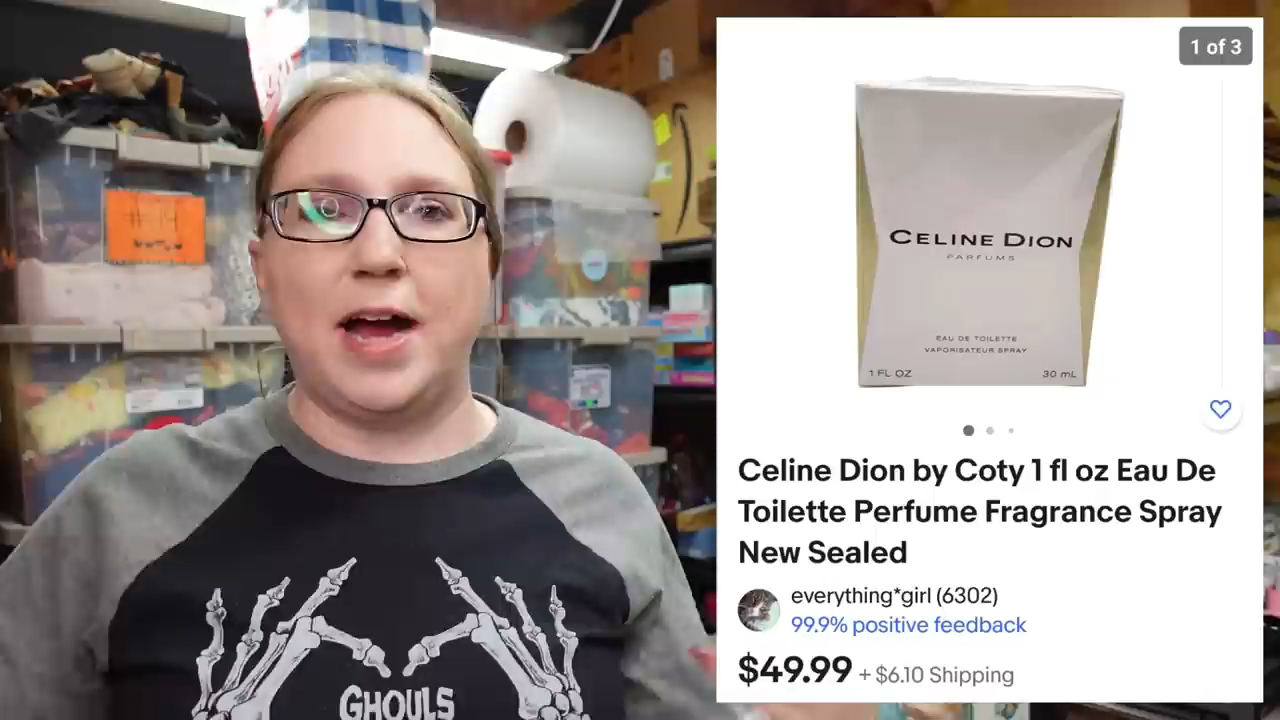 #14
GHOULS
1 of 3
CELINE DION
PARFUMS
EAU DE TOILETTE
VAPORISATEUR SPRAY
1 FL OZ 30 mL
Celine Dion by Coty 1 fl oz Eau De
Toilette Perfume Fragrance Spray
New Sealed
everything*girl (6302)
99.9% positive feedback
$49.99 + $6.10 Shipping